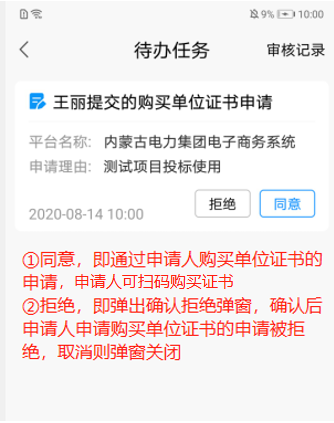 9% 10:00
待办任务 审核记录
王丽提交的购买单位证书申请
平台名称: 内蒙古电力集团电子商务系统
申请理由: 测试项目投标使用
2020-08-14 10:00 拒绝 同意
①同意，即通过申请人购买单位证书的
申请，申请人可扫码购买证书
②拒绝，即弹出确认拒绝弹窗，确认后
申请人申请购买单位证书的申请被拒
绝，取消则弹窗关闭